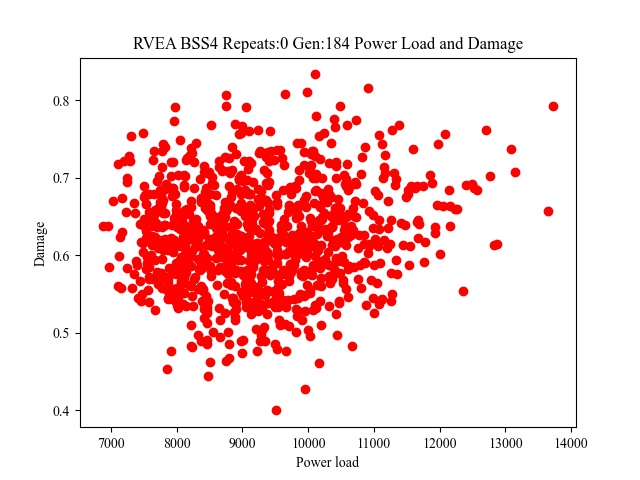 RVEA BSS4 Repeats:0 Gen:184 Power Load and Damage
0.8
0.7
0.6
0.5
0.4
Damage
7000 8000 9000 10000 11000 12000 13000 14000
Power load